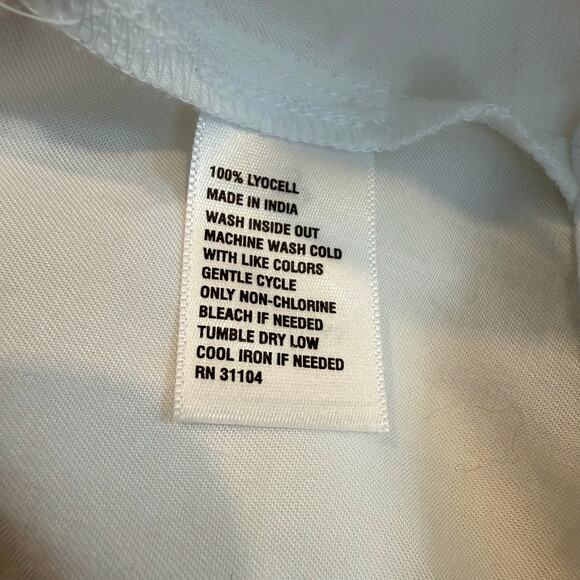 100% LYOCELL
MADE IN INDIA
WASH INSIDE OUT
MACHINE WASH COLD
WITH LIKE COLORS
GENTLE CYCLE
ONLY NON-CHLORINE
BLEACH IF NEEDED
TUMBLE DRY LOW
COOL IRON IF NEEDED
RN 31104